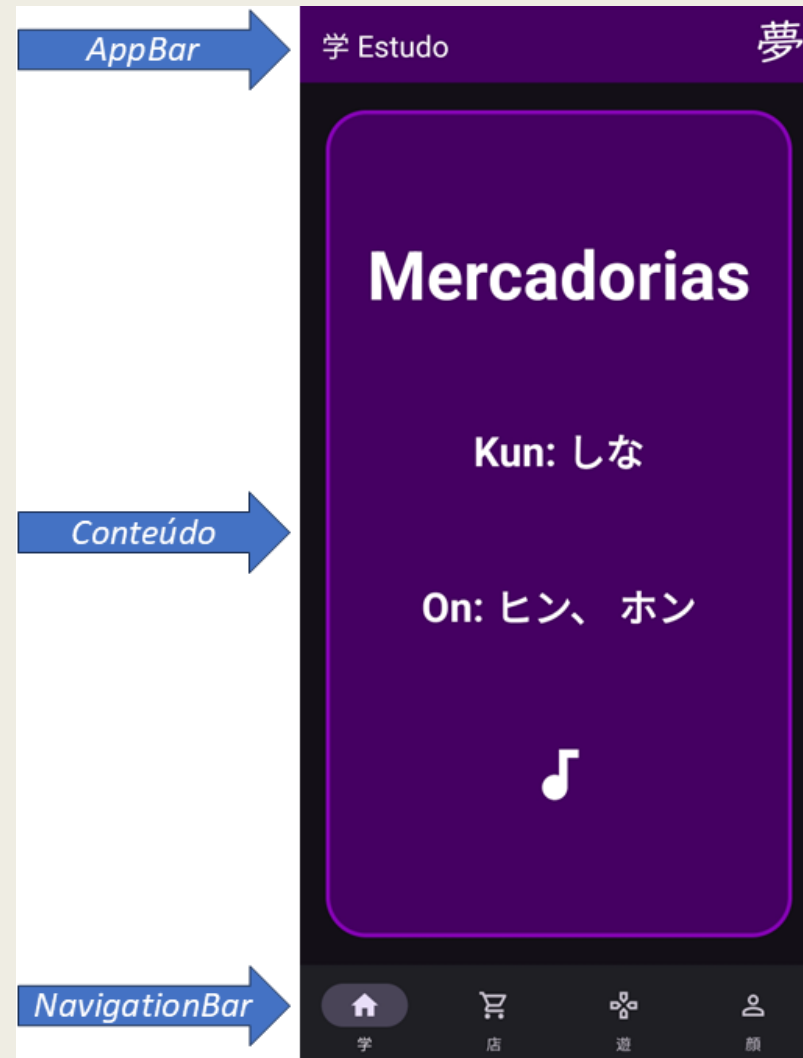 AppBar
学 Estudo
夢
Mercadorias
Kun: しな
Conteúdo
On: ヒン、 ホン
NavigationBar
学 店 遊 顔